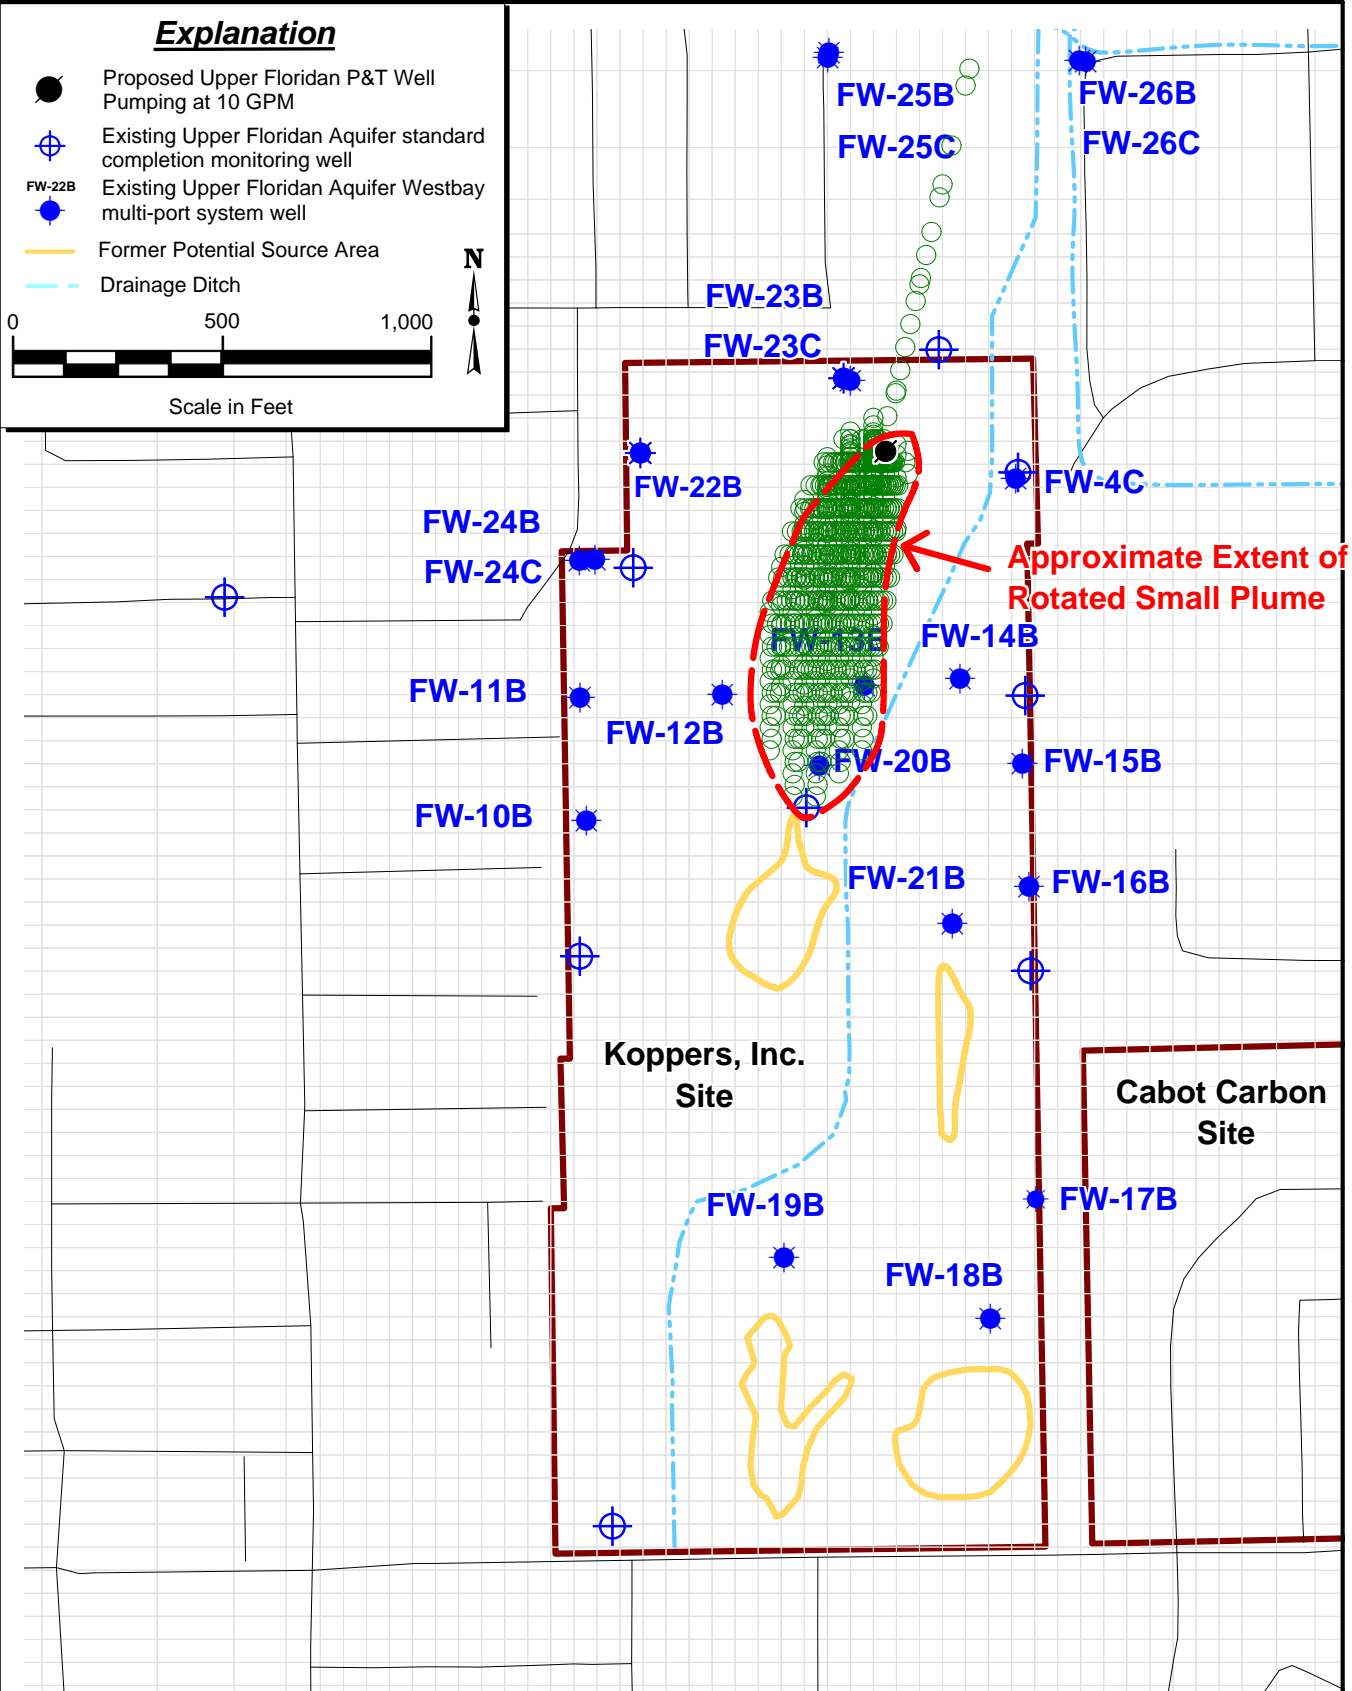 Explanation
Proposed Upper Floridan P&T Well
Pumping at 10 GPM
Existing Upper Floridan Aquifer standard
completion monitoring well
FW-22B
Existing Upper Floridan Aquifer Westbay
multi-port system well
Former Potential Source Area
Drainage Ditch
N
0 500 1,000
Scale in Feet
FW-25B
FW-25C
FW-26B
FW-26C
FW-23B
FW-23C
FW-22B
FW-4C
FW-24B
FW-24C
Approximate Extent of
Rotated Small Plume
FW-14B
FW-11B
FW-12B
FW-20B
FW-15B
FW-10B
FW-21B
FW-16B
Koppers, Inc.
Site
Cabot Carbon
Site
FW-19B
FW-17B
FW-18B